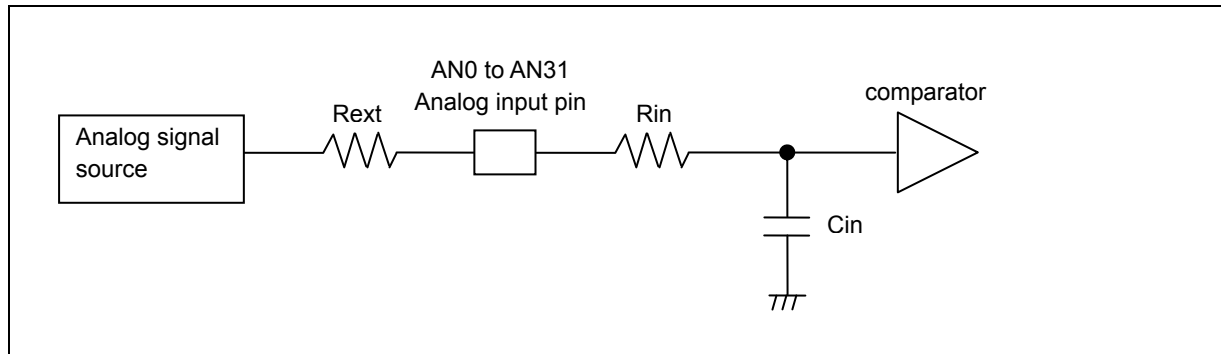 AN0 to AN31
Analog input pin
comparator
Rext
Rin
Analog signal
source
Cin